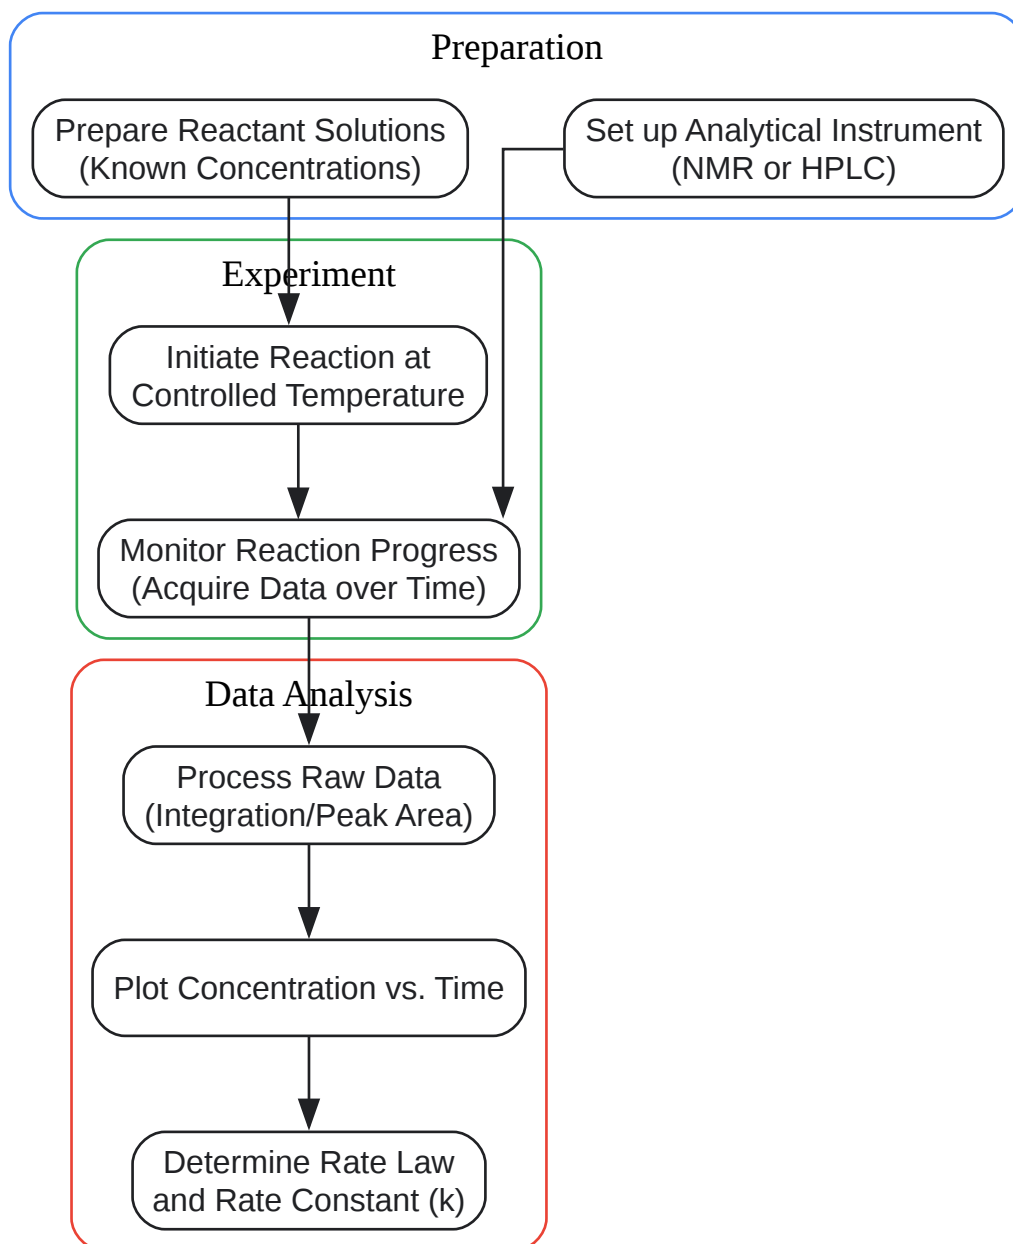 Preparation
Prepare Reactant Solutions
(Known Concentrations)
Set up Analytical Instrument
(NMR or HPLC)
Experiment
Initiate Reaction at
Controlled Temperature
Monitor Reaction Progress
(Acquire Data over Time)
Data Analysis
Process Raw Data
(Integration/Peak Area)
Plot Concentration vs. Time
Determine Rate Law
and Rate Constant (k)